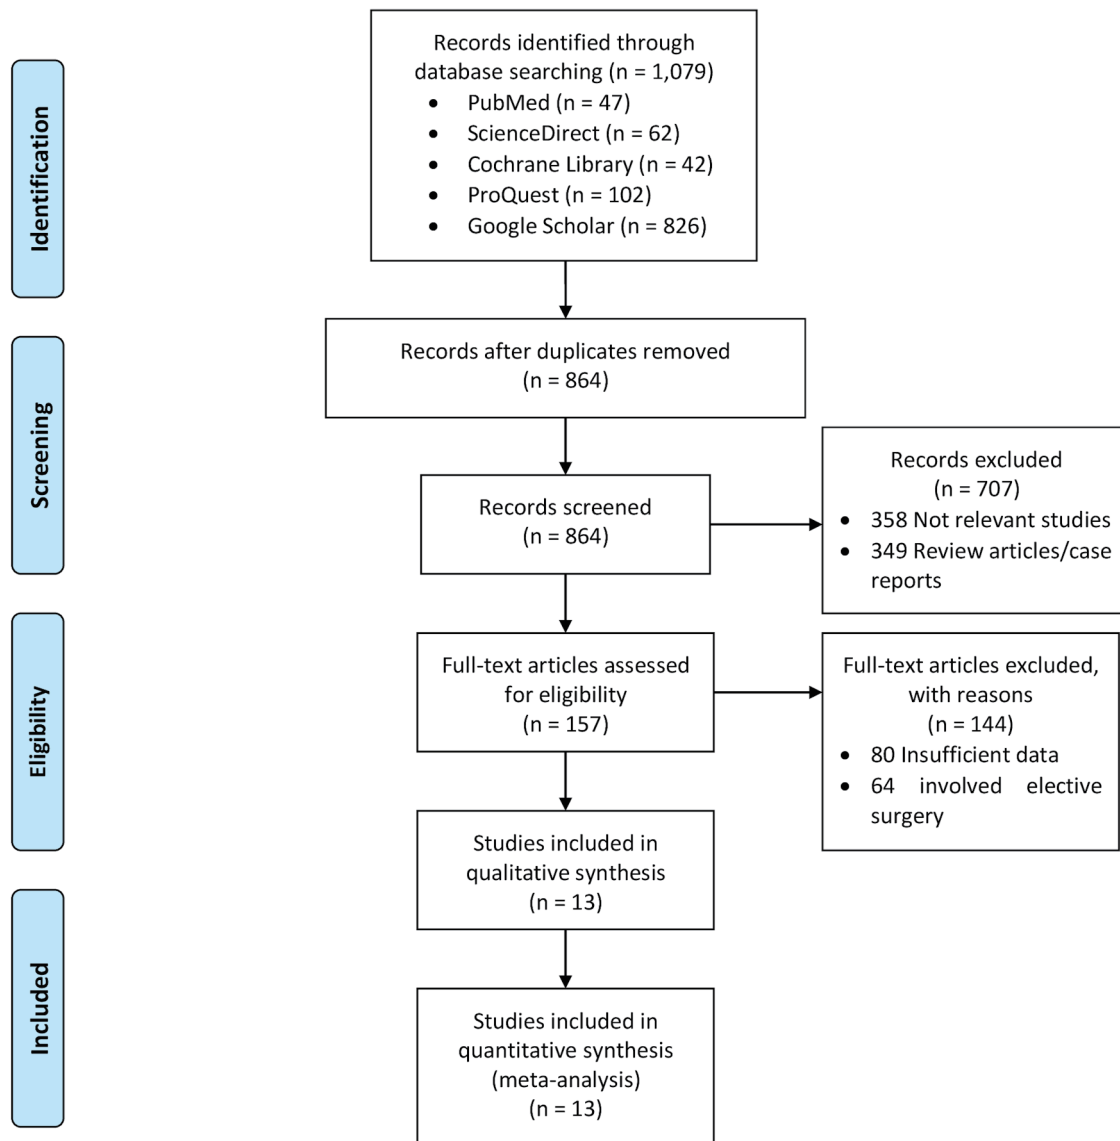 Identification
Records identified through
database searching (n = 1,079)
• PubMed (n = 47)
• ScienceDirect (n = 62)
• Cochrane Library (n = 42)
• ProQuest (n = 102)
• Google Scholar (n = 826)
Screening
Records after duplicates removed
(n = 864)
Records screened
(n = 864)
Records excluded
(n = 707)
• 358 Not relevant studies
• 349 Review articles/case
reports
Eligibility
Full-text articles assessed
for eligibility
(n = 157)
Full-text articles excluded,
with reasons
(n = 144)
• 80 Insufficient data
• 64 involved elective
surgery
Studies included in
qualitative synthesis
(n = 13)
Included
Studies included in
quantitative synthesis
(meta-analysis)
(n = 13)